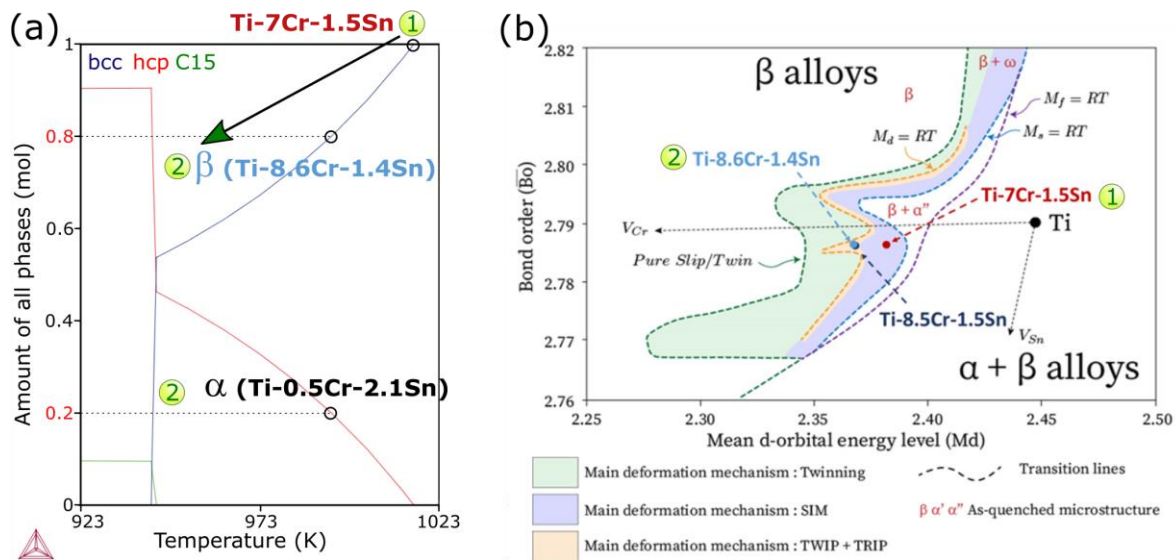 (a)
Ti-7Cr-1.5Sn 1
1
bcc hcp C15
0.8
2 β (Ti-8.6Cr-1.4Sn)
0.6
0.4
2 α (Ti-0.5Cr-2.1Sn)
0.2
0
923 973 1023
Temperature (K)
Amount of all phases (mol)
(b)
2.82
2.81
2.80
2.79
2.78
2.77
2.76
Bond order (B̅o̅)
β alloys
β + ω
β
M_f = RT
M_d = RT
M_s = RT
2 Ti-8.6Cr-1.4Sn
β + α"
Ti-7Cr-1.5Sn 1
V_Cr
Ti
Pure Slip/Twin
Ti-8.5Cr-1.5Sn
V_Sn
α + β alloys
2.25 2.30 2.35 2.40 2.45 2.50
Mean d-orbital energy level (Md)
Main deformation mechanism : Twinning
Transition lines
Main deformation mechanism : SIM
β α' α" As-quenched microstructure
Main deformation mechanism : TWIP + TRIP